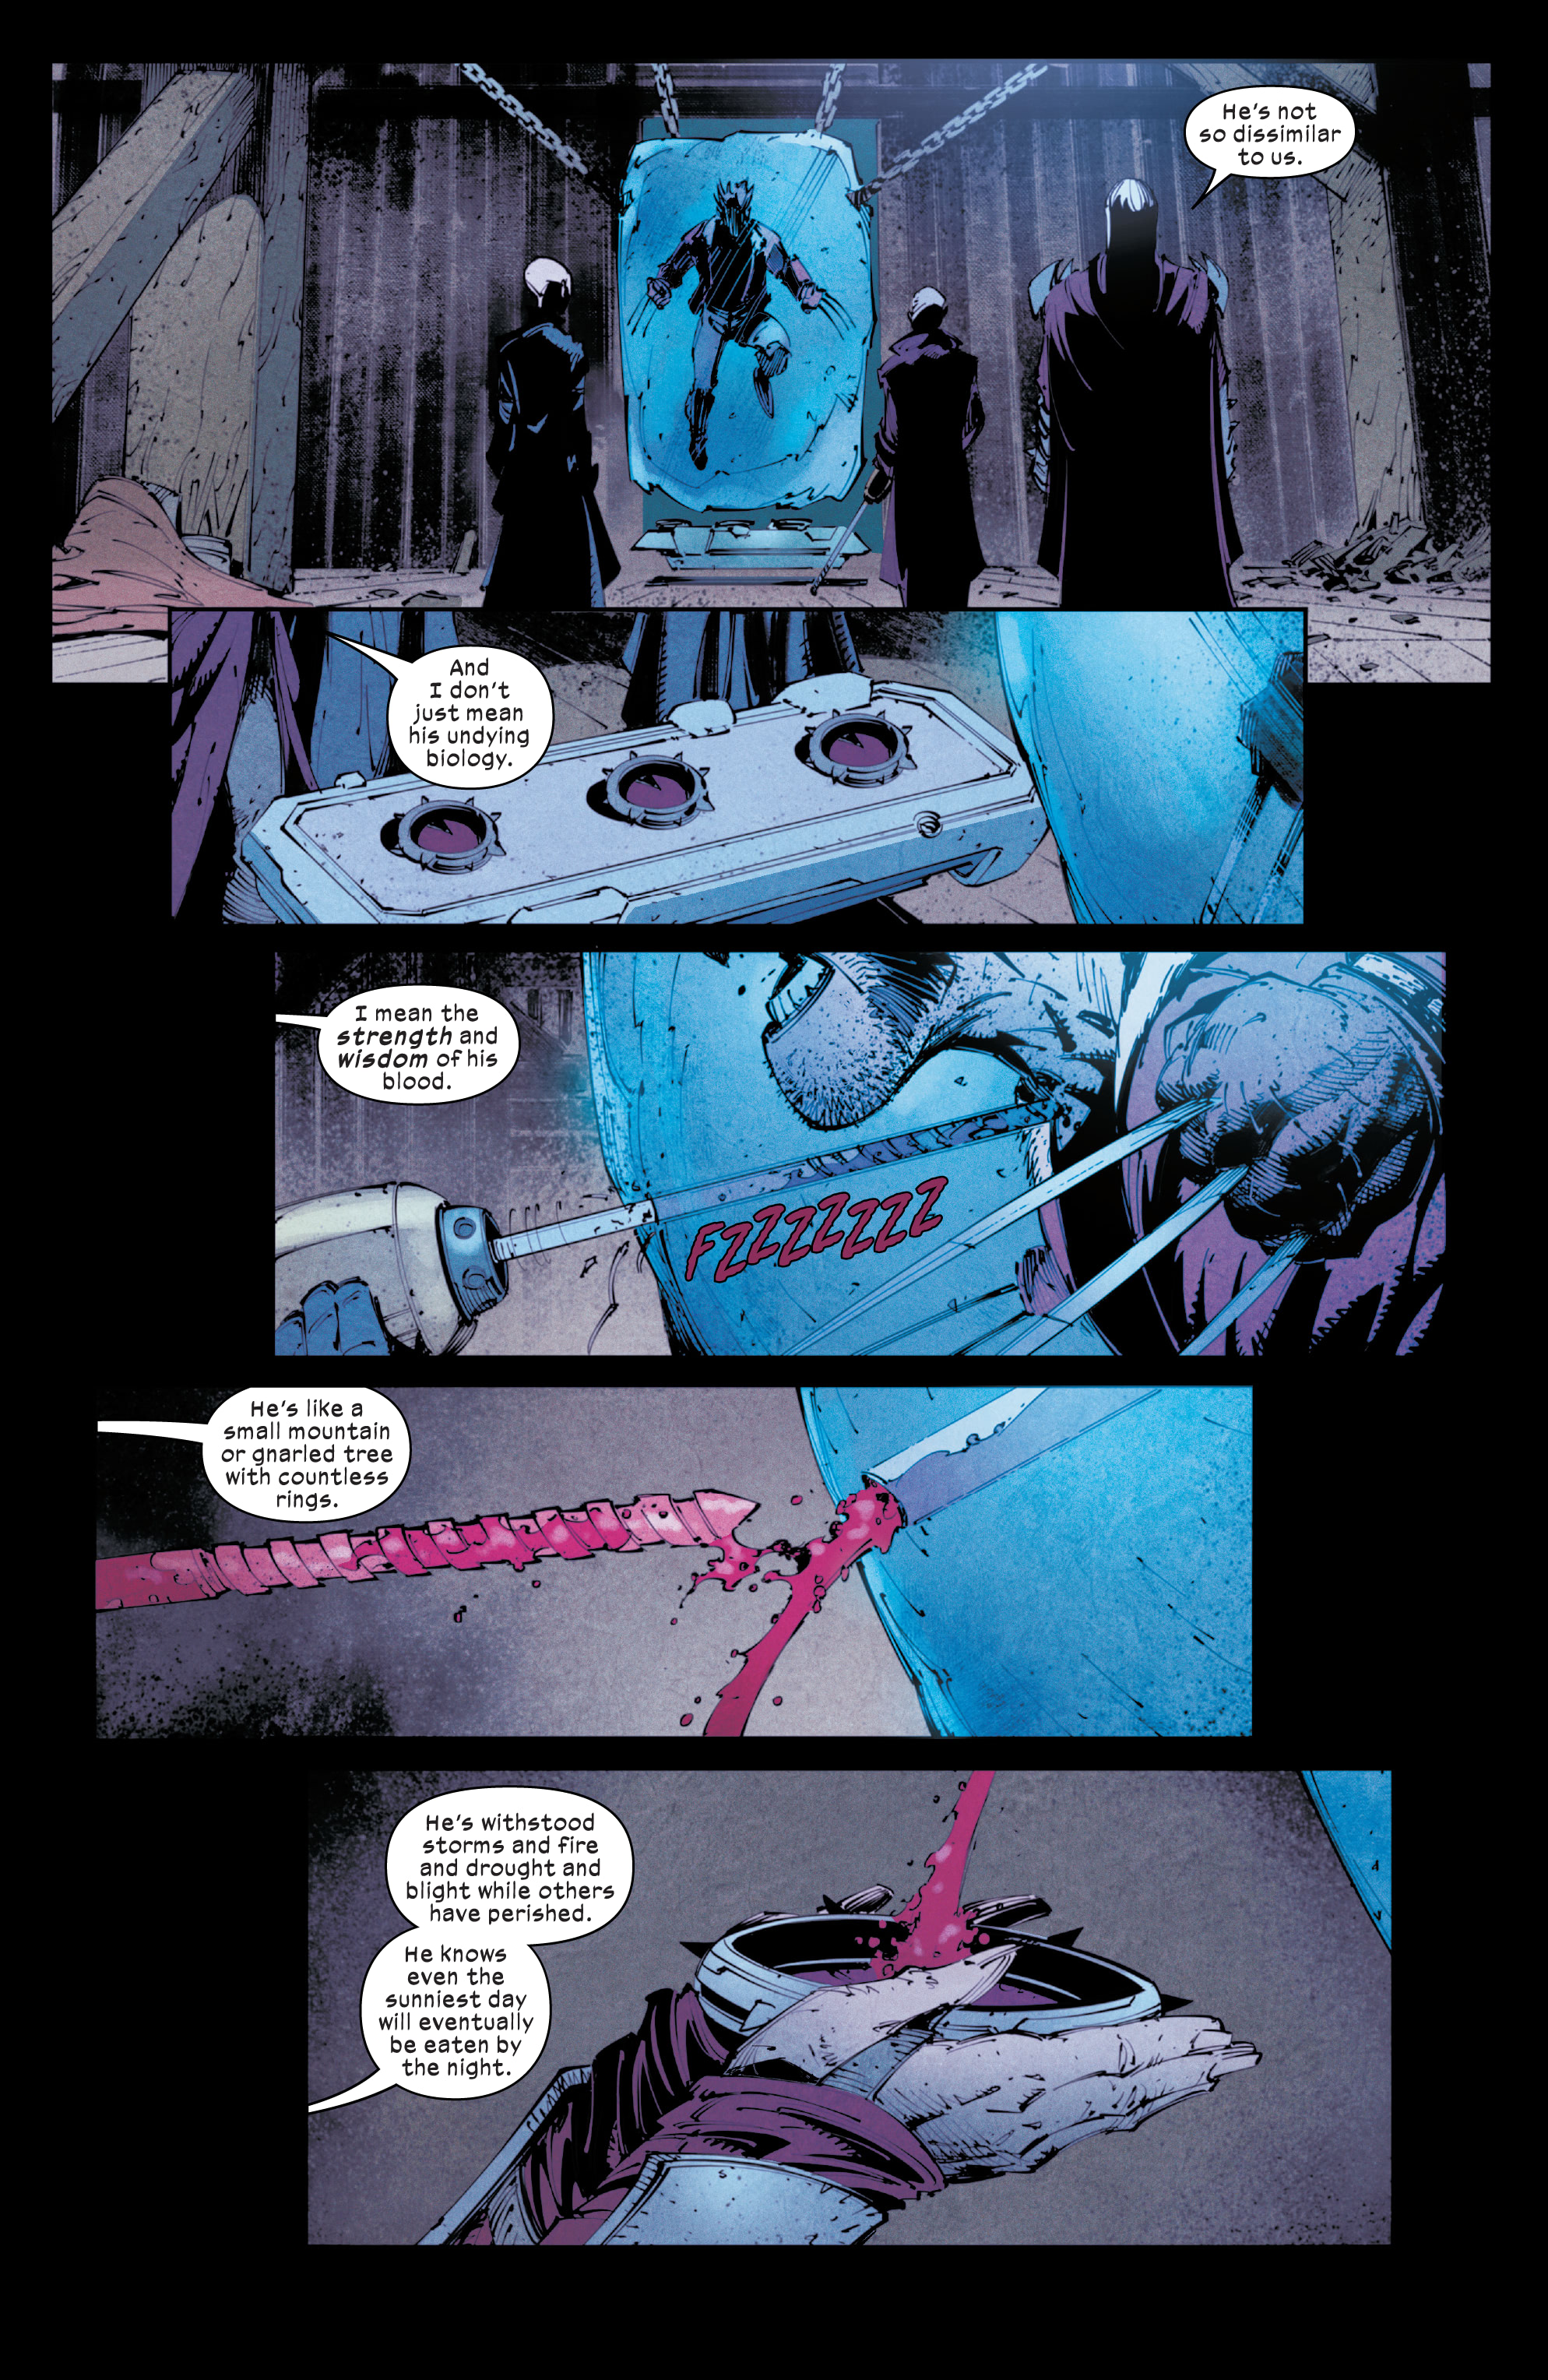 He's not
so dissimilar
to us.
And
I don't
just mean
his undying
biology.
I mean the
strength and
wisdom of his
blood.
FZZZZZZZ
He's like a
small mountain
or gnarled tree
with countless
rings.
He's withstood
storms and fire
and drought and
blight while others
have perished.
He knows
even the
sunniest day
will eventually
be eaten by
the night.